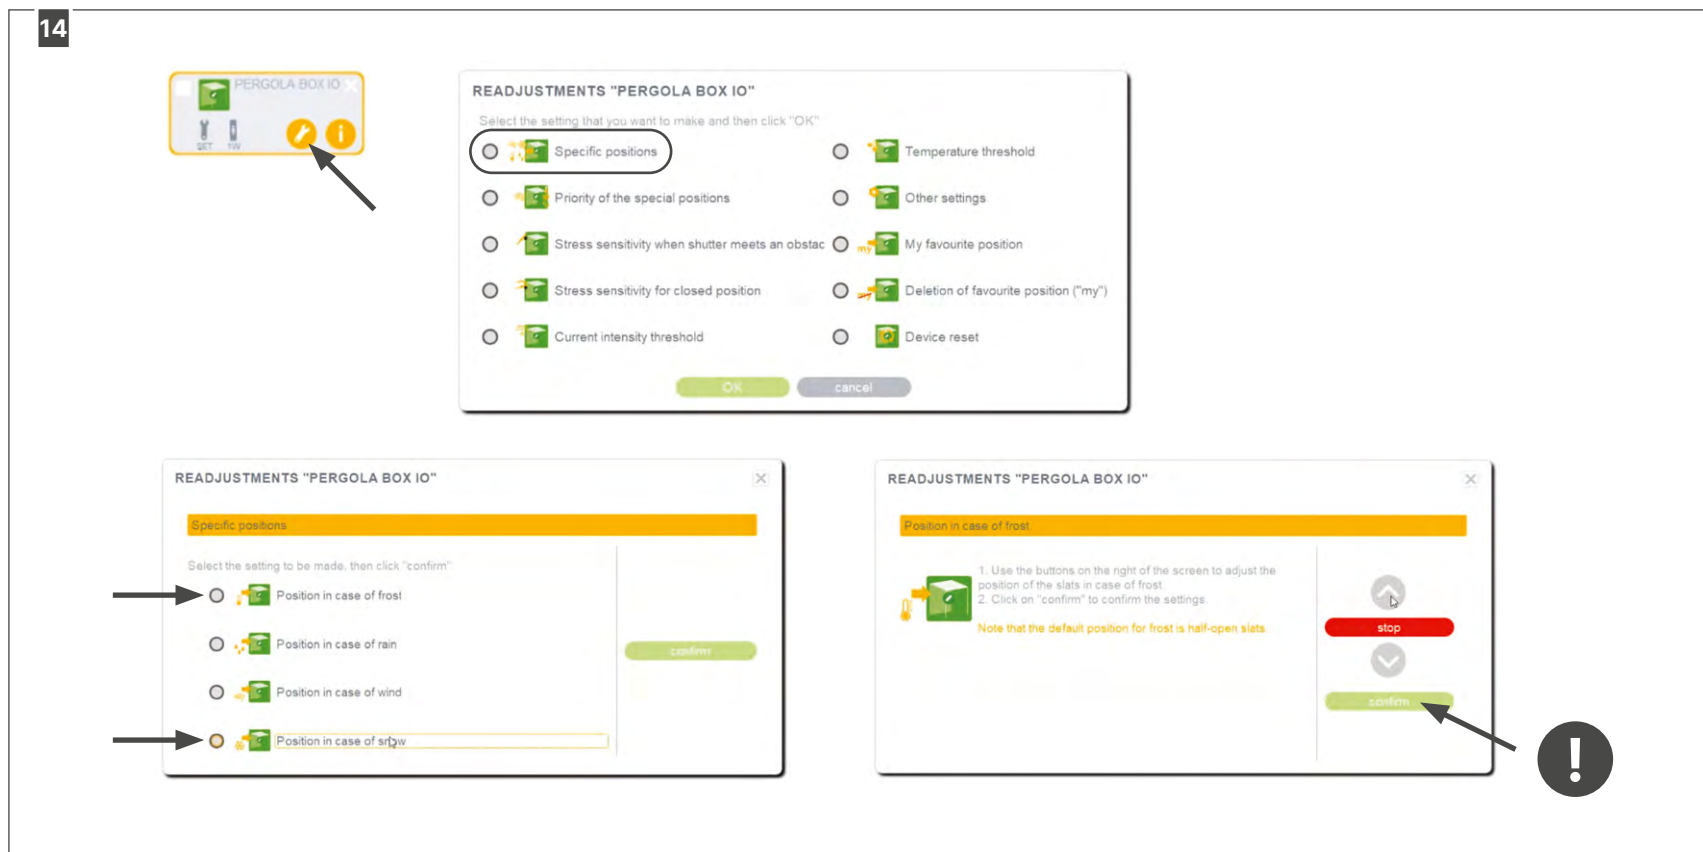 14
PERGOLA BOX IO
SET 1W
i
READJUSTMENTS "PERGOLA BOX IO"
Select the setting that you want to make and then click "OK"
Specific positions
Temperature threshold
Priority of the special positions
Other settings
Stress sensitivity when shutter meets an obstac
my
My favourite position
Stress sensitivity for closed position
my
Deletion of favourite position ("my")
Current intensity threshold
Device reset
OK
cancel
READJUSTMENTS "PERGOLA BOX IO"
Specific positions
Select the setting to be made, then click "confirm"
Position in case of frost
Position in case of rain
Position in case of wind
Position in case of snow
confirm
READJUSTMENTS "PERGOLA BOX IO"
Position in case of frost
1. Use the buttons on the right of the screen to adjust the
position of the slats in case of frost
2. Click on "confirm" to confirm the settings
Note that the default position for frost is half-open slats.
stop
confirm
!